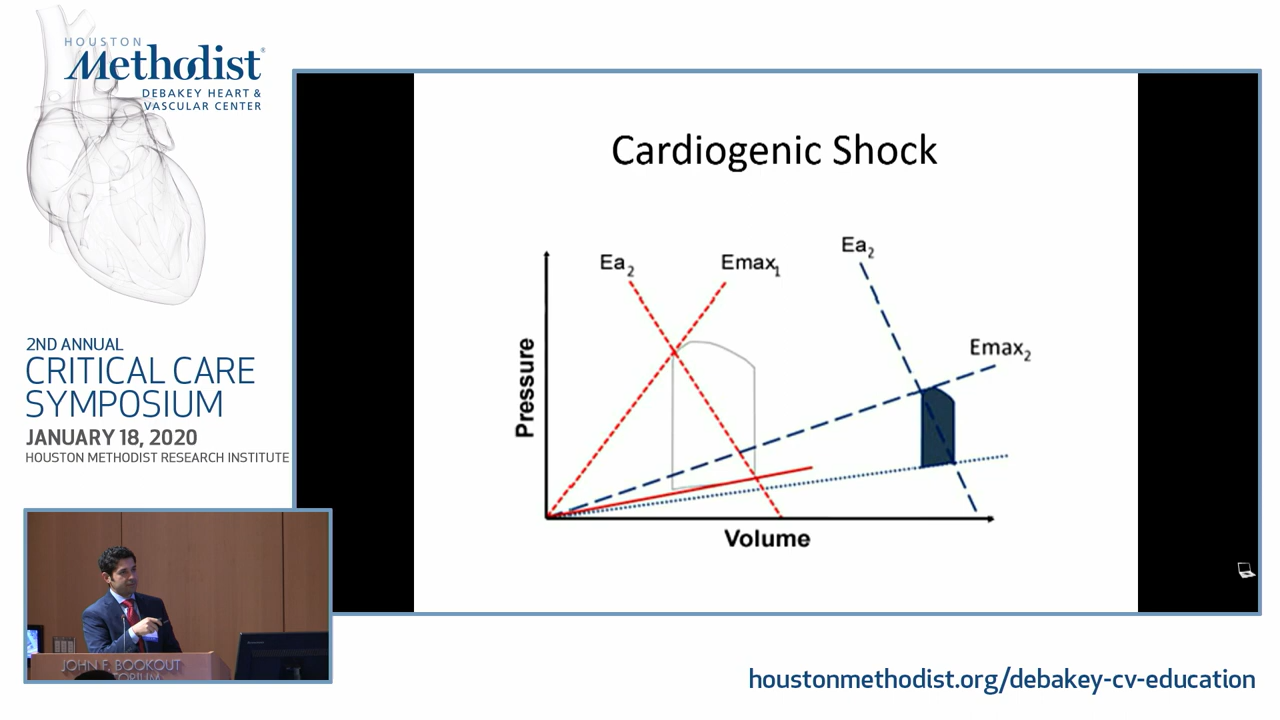 HOUSTON
Methodist®
DEBAKEY HEART &
VASCULAR CENTER
2ND ANNUAL
CRITICAL CARE
SYMPOSIUM
JANUARY 18, 2020
HOUSTON METHODIST RESEARCH INSTITUTE
Cardiogenic Shock
Ea2
Emax1
Ea2
Emax2
Pressure
Volume
JOHN F. BOOKOUT
houstonmethodist.org/debakey-cv-education